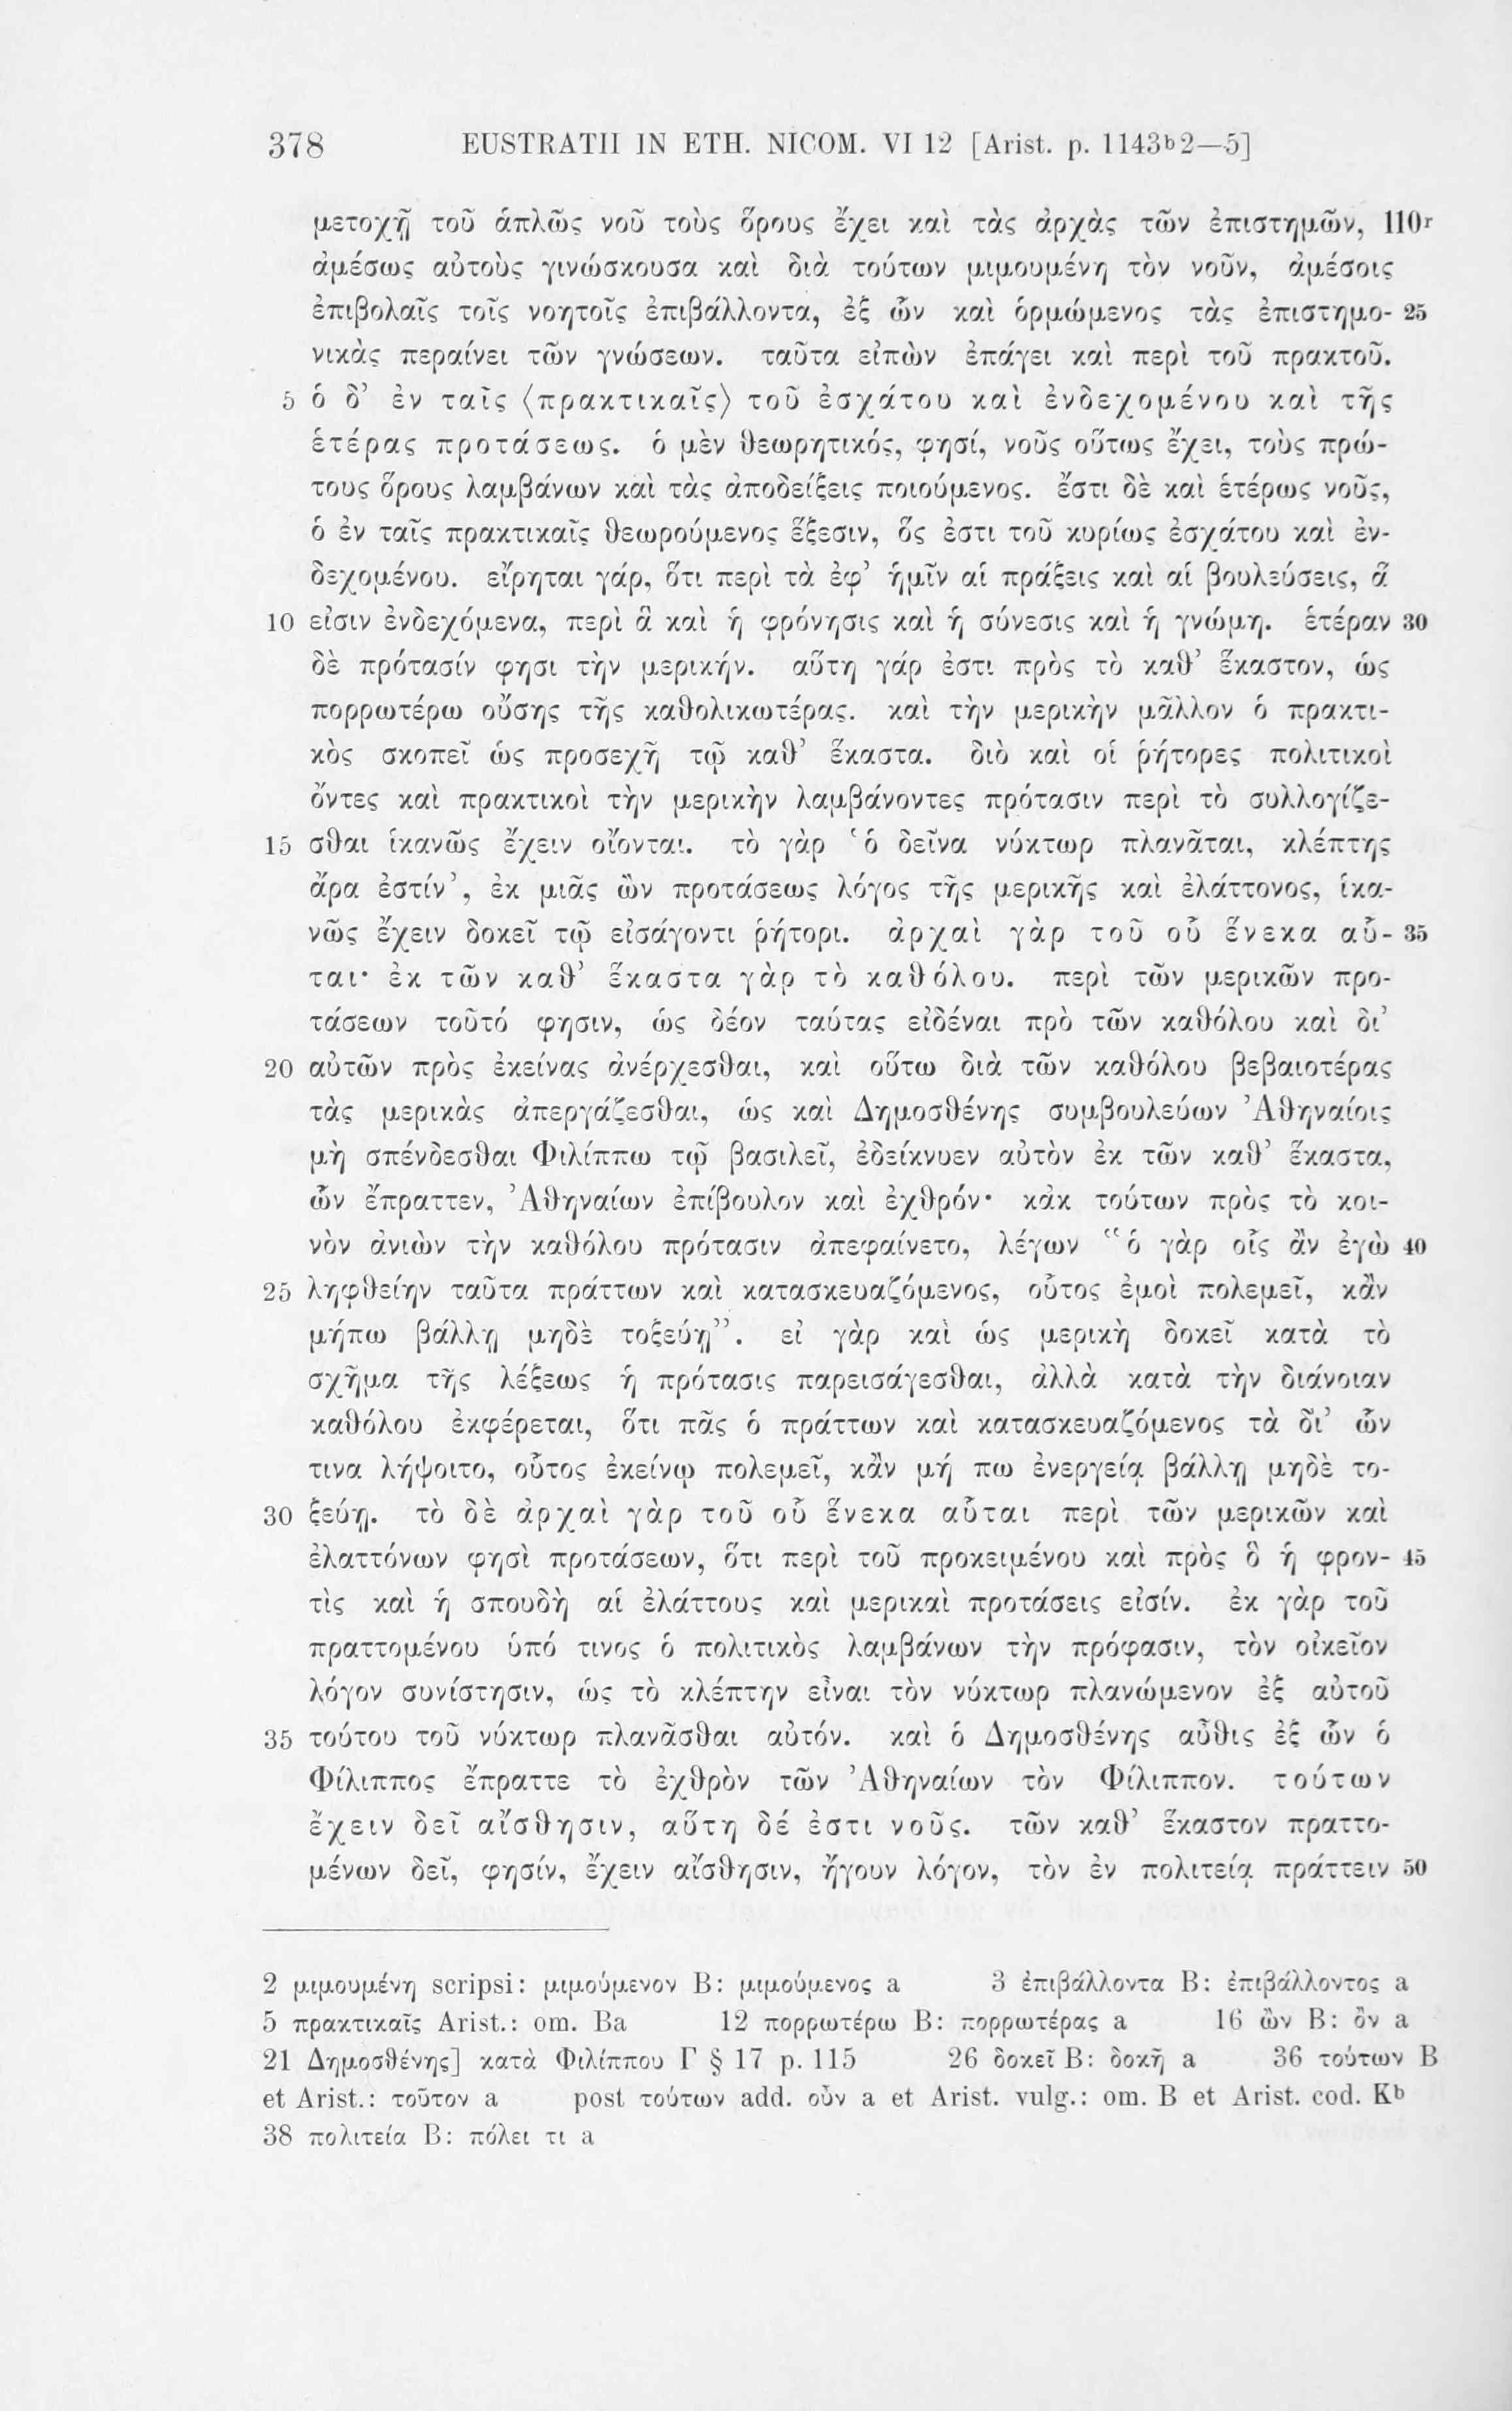 378 EUSTRATII IN ETH. NICOM. VI 12 [Arist. p. 1143b2—5]
μετοχῇ τοῦ ἁπλῶς νοῦ τοὺς ὅρους ἔχει καὶ τὰς ἀρχὰς τῶν ἐπιστημῶν, 110r
ἀμέσως αὐτοὺς γινώσκουσα καὶ διὰ τούτων μιμουμένη τὸν νοῦν, ἀμέσοις
ἐπιβολαῖς τοῖς νοητοῖς ἐπιβάλλοντα, ἐξ ὧν καὶ ὁρμώμενος τὰς ἐπιστημο- 25
νικὰς περαίνει τῶν γνώσεων. ταῦτα εἰπὼν ἐπάγει καὶ περὶ τοῦ πρακτοῦ.
5 ὁ δ’ ἐν ταῖς ⟨πρακτικαῖς⟩ τοῦ ἐσχάτου καὶ ἐνδεχομένου καὶ τῆς
ἑτέρας προτάσεως. ὁ μὲν θεωρητικός, φησί, νοῦς οὕτως ἔχει, τοὺς πρώ-
τους ὅρους λαμβάνων καὶ τὰς ἀποδείξεις ποιούμενος. ἔστι δὲ καὶ ἑτέρως νοῦς,
ὁ ἐν ταῖς πρακτικαῖς θεωρούμενος ἕξεσιν, ὅς ἐστι τοῦ κυρίως ἐσχάτου καὶ ἐν-
δεχομένου. εἴρηται γάρ, ὅτι περὶ τὰ ἐφ’ ἡμῖν αἱ πράξεις καὶ αἱ βουλεύσεις, ἅ
10 εἰσιν ἐνδεχόμενα, περὶ ἃ καὶ ἡ φρόνησις καὶ ἡ σύνεσις καὶ ἡ γνώμη. ἑτέραν 30
δὲ πρότασίν φησι τὴν μερικήν. αὕτη γάρ ἐστι πρὸς τὸ καθ’ ἕκαστον, ὡς
πορρωτέρω οὔσης τῆς καθολικωτέρας. καὶ τὴν μερικὴν μᾶλλον ὁ πρακτι-
κὸς σκοπεῖ ὡς προσεχῆ τῷ καθ’ ἕκαστα. διὸ καὶ οἱ ῥήτορες πολιτικοὶ
ὄντες καὶ πρακτικοὶ τὴν μερικὴν λαμβάνοντες πρότασιν περὶ τὸ συλλογίζε-
15 σθαι ἱκανῶς ἔχειν οἴονται. τὸ γὰρ ‘ὁ δεῖνα νύκτωρ πλανᾶται, κλέπτης
ἄρα ἐστίν’, ἐκ μιᾶς ὢν προτάσεως λόγος τῆς μερικῆς καὶ ἐλάττονος, ἱκα-
νῶς ἔχειν δοκεῖ τῷ εἰσάγοντι ῥήτορι. ἀρχαὶ γὰρ τοῦ οὗ ἕνεκα αὗ- 35
ται· ἐκ τῶν καθ’ ἕκαστα γὰρ τὸ καθόλου. περὶ τῶν μερικῶν προ-
τάσεων τοῦτό φησιν, ὡς δέον ταύτας εἰδέναι πρὸ τῶν καθόλου καὶ δι’
20 αὐτῶν πρὸς ἐκείνας ἀνέρχεσθαι, καὶ οὕτω διὰ τῶν καθόλου βεβαιοτέρας
τὰς μερικὰς ἀπεργάζεσθαι, ὡς καὶ Δημοσθένης συμβουλεύων Ἀθηναίοις
μὴ σπένδεσθαι Φιλίππω τῷ βασιλεῖ, ἐδείκνυεν αὐτὸν ἐκ τῶν καθ’ ἕκαστα,
ὧν ἔπραττεν, Ἀθηναίων ἐπίβουλον καὶ ἐχθρόν· κἀκ τούτων πρὸς τὸ κοι-
νὸν ἀνιὼν τὴν καθόλου πρότασιν ἀπεφαίνετο, λέγων “ὁ γὰρ οἷς ἂν ἐγὼ 40
25 ληφθείην ταῦτα πράττων καὶ κατασκευαζόμενος, οὗτος ἐμοὶ πολεμεῖ, κἂν
μήπω βάλλῃ μηδὲ τοξεύῃ”. εἰ γὰρ καὶ ὡς μερικὴ δοκεῖ κατὰ τὸ
σχῆμα τῆς λέξεως ἡ πρότασις παρεισάγεσθαι, ἀλλὰ κατὰ τὴν διάνοιαν
καθόλου ἐκφέρεται, ὅτι πᾶς ὁ πράττων καὶ κατασκευαζόμενος τὰ δι’ ὧν
τινα λήψοιτο, οὗτος ἐκείνῳ πολεμεῖ, κἂν μή πω ἐνεργείᾳ βάλλῃ μηδὲ το-
30 ξεύῃ. τὸ δὲ ἀρχαὶ γὰρ τοῦ οὗ ἕνεκα αὗται περὶ τῶν μερικῶν καὶ
ἐλαττόνων φησὶ προτάσεων, ὅτι περὶ τοῦ προκειμένου καὶ πρὸς ὃ ἡ φρον- 45
τὶς καὶ ἡ σπουδὴ αἱ ἐλάττους καὶ μερικαὶ προτάσεις εἰσίν. ἐκ γὰρ τοῦ
πραττομένου ὑπό τινος ὁ πολιτικὸς λαμβάνων τὴν πρόφασιν, τὸν οἰκεῖον
λόγον συνίστησιν, ὡς τὸ κλέπτην εἶναι τὸν νύκτωρ πλανώμενον ἐξ αὐτοῦ
35 τούτου τοῦ νύκτωρ πλανᾶσθαι αὐτόν. καὶ ὁ Δημοσθένης αὖθις ἐξ ὧν ὁ
Φίλιππος ἔπραττε τὸ ἐχθρὸν τῶν Ἀθηναίων τὸν Φίλιππον. τούτων
ἔχειν δεῖ αἴσθησιν, αὕτη δέ ἐστι νοῦς. τῶν καθ’ ἕκαστον πραττο-
μένων δεῖ, φησίν, ἔχειν αἴσθησιν, ἤγουν λόγον, τὸν ἐν πολιτείᾳ πράττειν 50
2 μιμουμένη scripsi: μιμούμενον B: μιμούμενος a 3 ἐπιβάλλοντα B: ἐπιβάλλοντος a
5 πρακτικαῖς Arist.: om. Ba 12 πορρωτέρω B: πορρωτέρας a 16 ὢν B: ὂν a
21 Δημοσθένης] κατὰ Φιλίππου Γ § 17 p. 115 26 δοκεῖ B: δοκῇ a 36 τούτων B
et Arist.: τοῦτον a post τούτων add. οὖν a et Arist. vulg.: om. B et Arist. cod. Kb
38 πολιτεία B: πόλει τι a